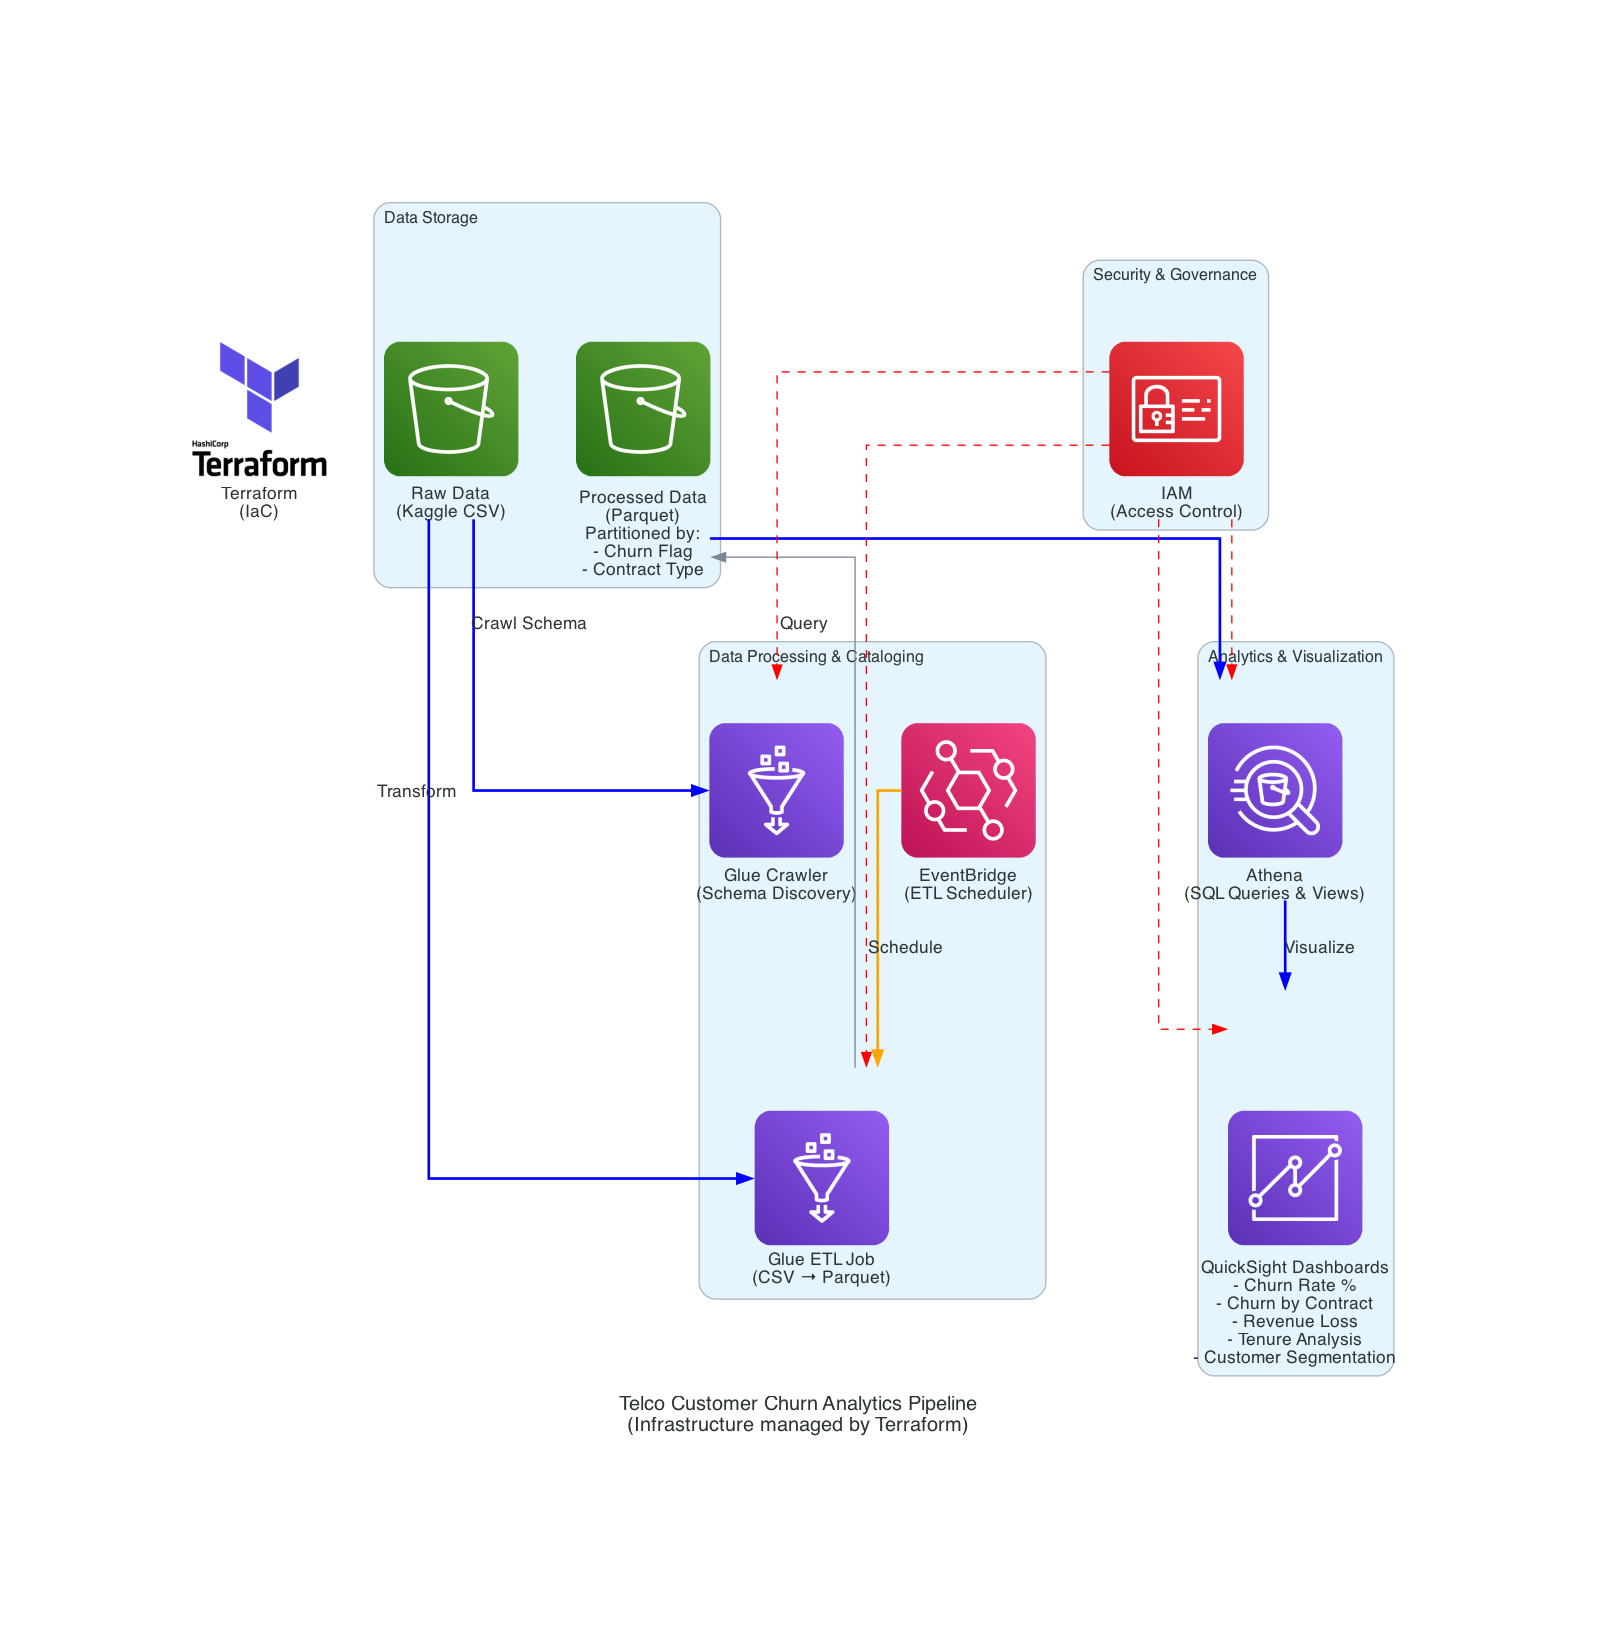 Data Storage
Security & Governance
HashiCorp
Terraform
Terraform
(IaC)
Raw Data
(Kaggle CSV)
Processed Data
(Parquet)
Partitioned by:
- Churn Flag
- Contract Type
IAM
(Access Control)
Crawl Schema
Query
Data Processing & Cataloging
Analytics & Visualization
Transform
Glue Crawler
(Schema Discovery)
EventBridge
(ETL Scheduler)
Athena
(SQL Queries & Views)
Schedule
Visualize
Glue ETL Job
(CSV → Parquet)
QuickSight Dashboards
- Churn Rate %
- Churn by Contract
- Revenue Loss
- Tenure Analysis
- Customer Segmentation
Telco Customer Churn Analytics Pipeline
(Infrastructure managed by Terraform)